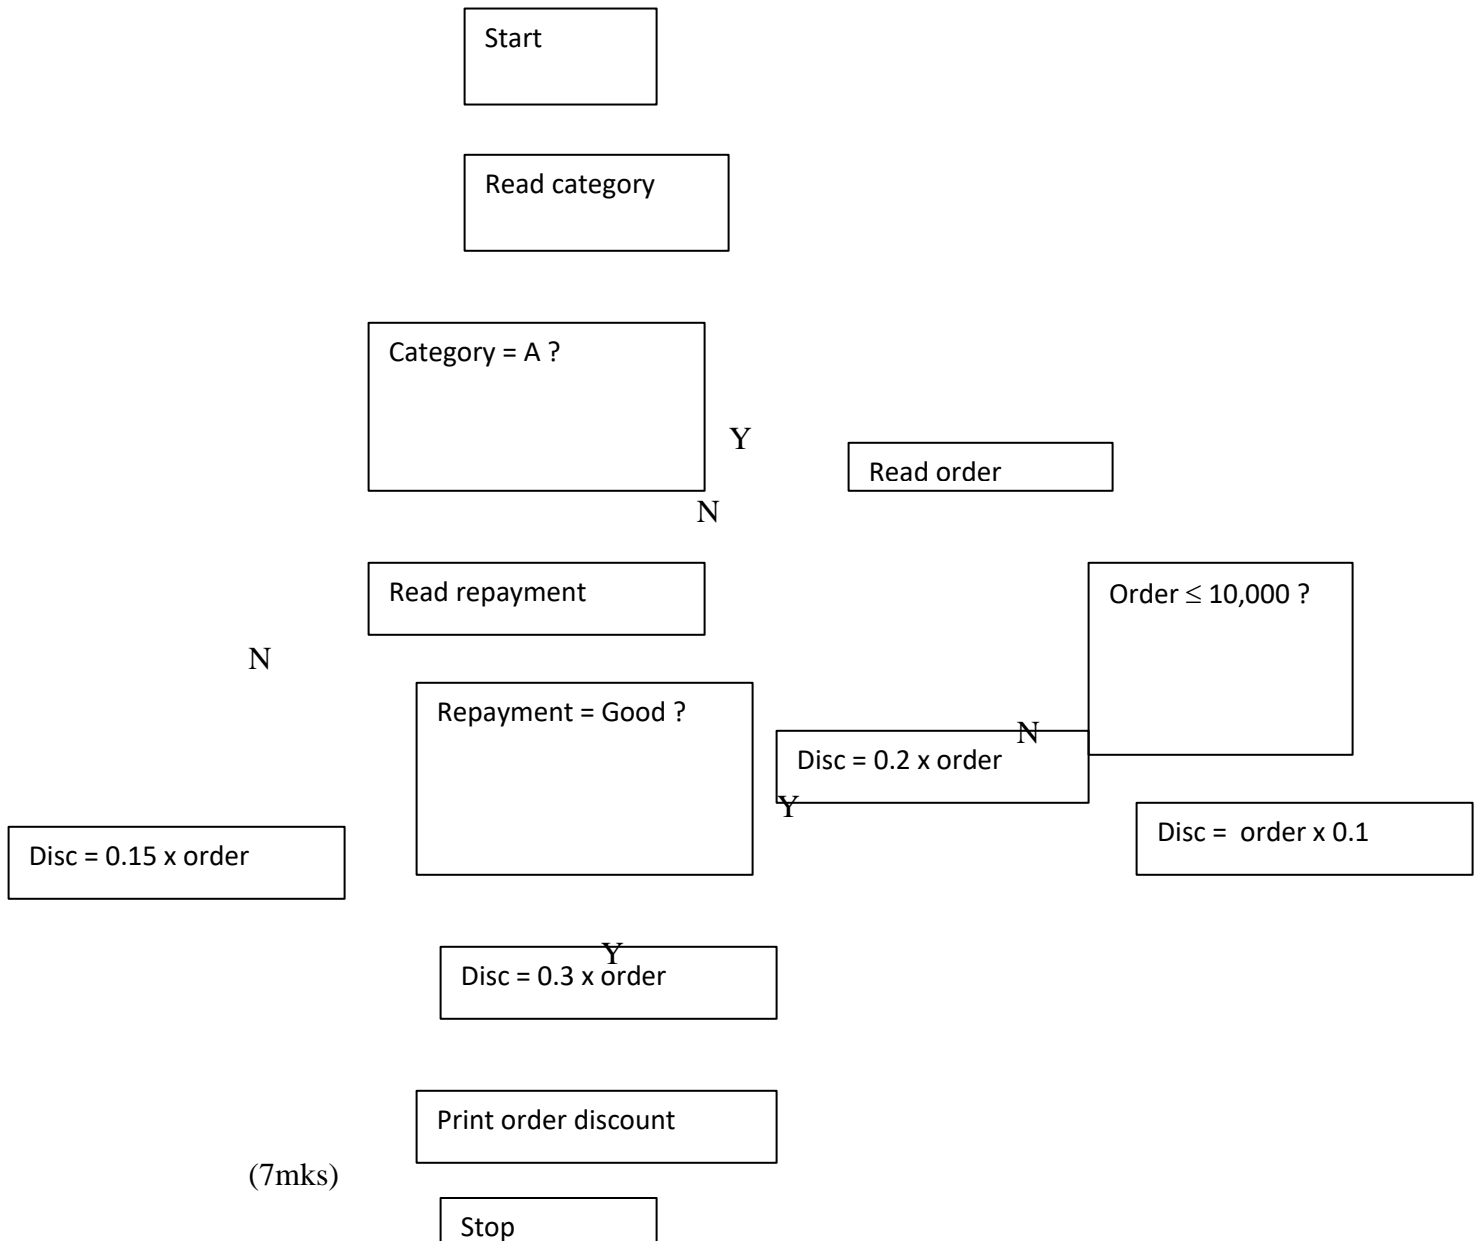 Start
Read category
Category = A ?
Y
Read order
N
Read repayment
Order ≤ 10,000 ?
N
Repayment = Good ?
N
Disc = 0.2 x order
Y
Disc = order x 0.1
Disc = 0.15 x order
Y
Disc = 0.3 x order
Print order discount
(7mks)
Stop